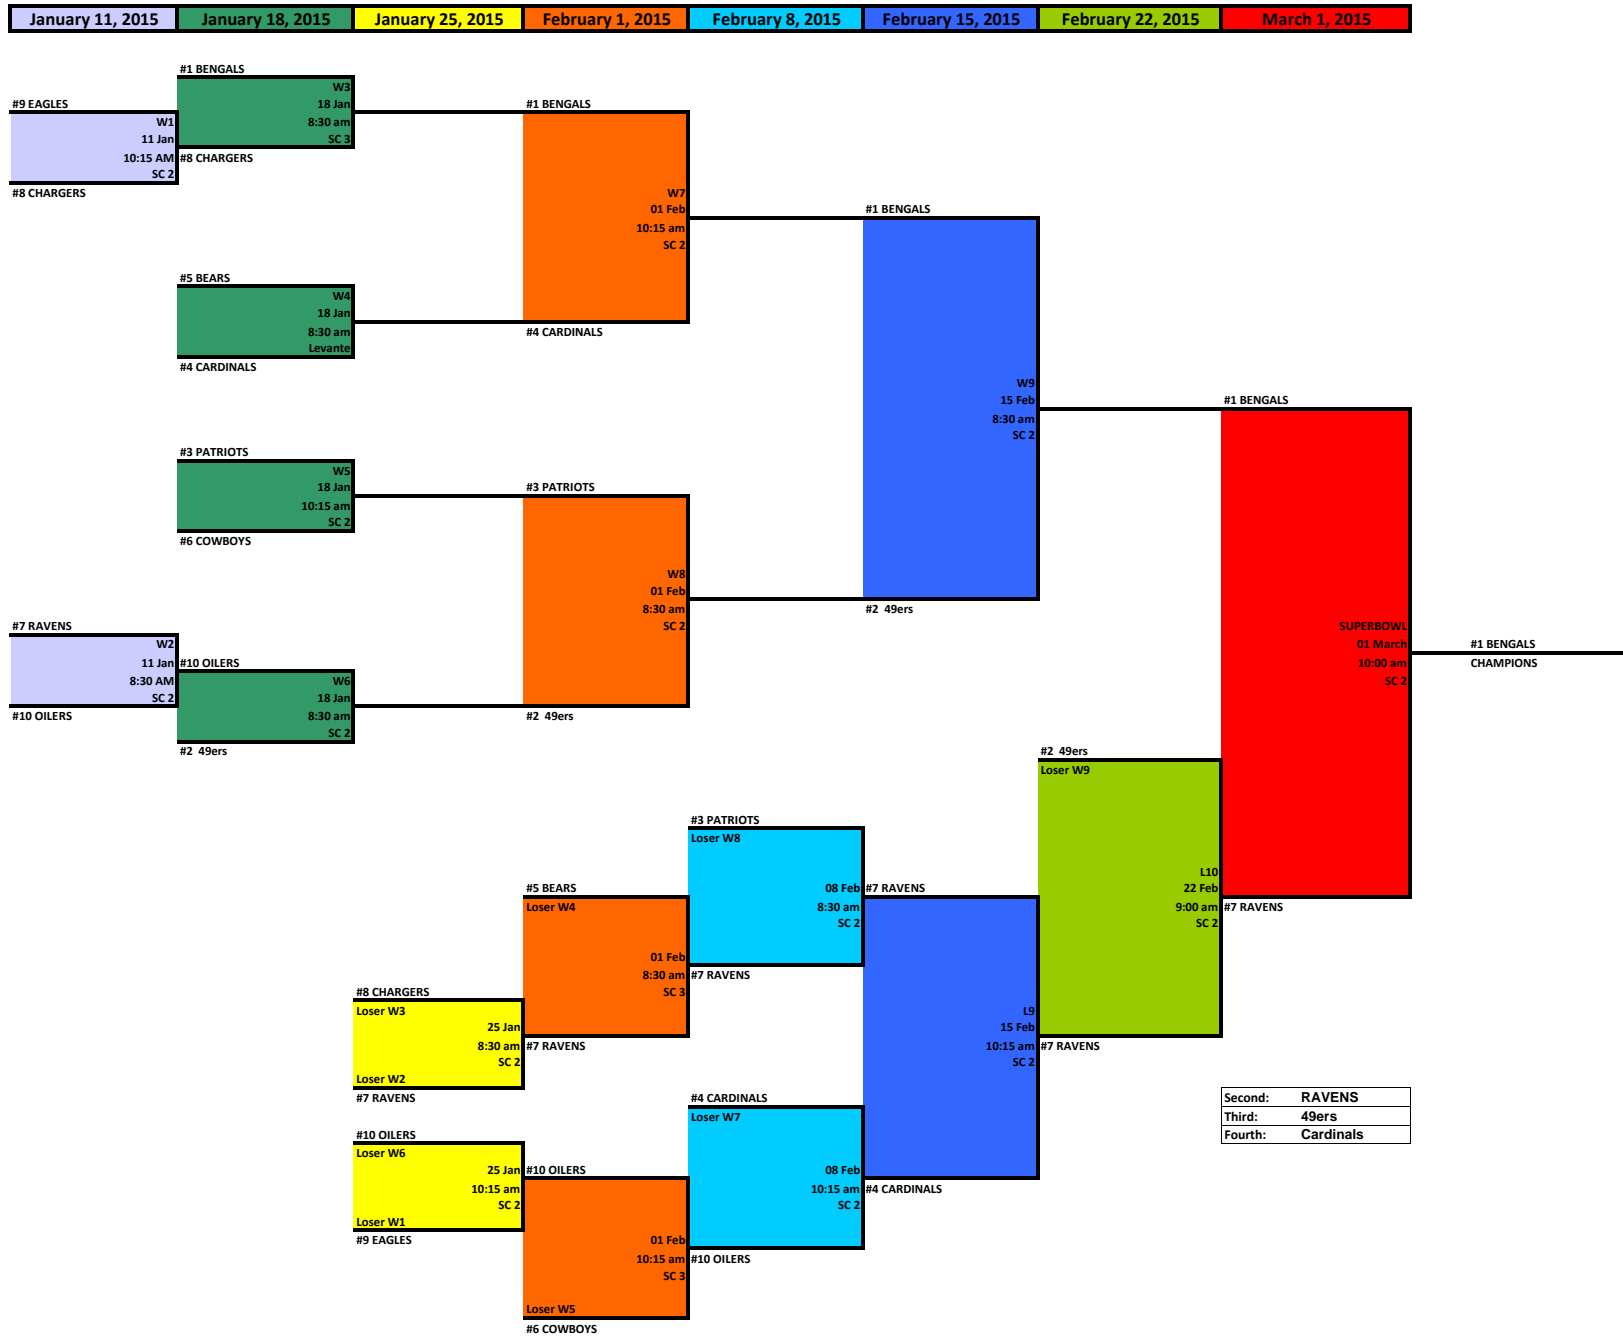 January 11, 2015 January 18, 2015 January 25, 2015 February 1, 2015 February 8, 2015 February 15, 2015 February 22, 2015 March 1, 2015
#9 EAGLES
W1
11 Jan
10:15 AM
SC 2
#8 CHARGERS
#7 RAVENS
W2
11 Jan
8:30 AM
SC 2
#10 OILERS
#1 BENGALS
W3
18 Jan
8:30 am
SC 3
#8 CHARGERS
#5 BEARS
W4
18 Jan
8:30 am
Levante
#4 CARDINALS
#3 PATRIOTS
W5
18 Jan
10:15 am
SC 2
#6 COWBOYS
#10 OILERS
W6
18 Jan
8:30 am
SC 2
#2 49ers
#8 CHARGERS
Loser W3
25 Jan
8:30 am
SC 2
Loser W2
#7 RAVENS
#10 OILERS
Loser W6
25 Jan
10:15 am
SC 2
Loser W1
#9 EAGLES
#1 BENGALS
W7
01 Feb
10:15 am
SC 2
#4 CARDINALS
#3 PATRIOTS
W8
01 Feb
8:30 am
SC 2
#2 49ers
#5 BEARS
Loser W4
01 Feb
8:30 am
SC 3
#7 RAVENS
#10 OILERS
01 Feb
10:15 am
SC 3
Loser W5
#6 COWBOYS
#3 PATRIOTS
Loser W8
08 Feb
8:30 am
SC 2
#7 RAVENS
#4 CARDINALS
Loser W7
08 Feb
10:15 am
SC 2
#10 OILERS
#1 BENGALS
W9
15 Feb
8:30 am
SC 2
#2 49ers
#7 RAVENS
L9
15 Feb
10:15 am
SC 2
#4 CARDINALS
#2 49ers
Loser W9
L10
22 Feb
9:00 am
SC 2
#7 RAVENS
#1 BENGALS
SUPERBOWL
01 March
10:00 am
SC 2
#7 RAVENS
#1 BENGALS
CHAMPIONS
Second: RAVENS
Third: 49ers
Fourth: Cardinals